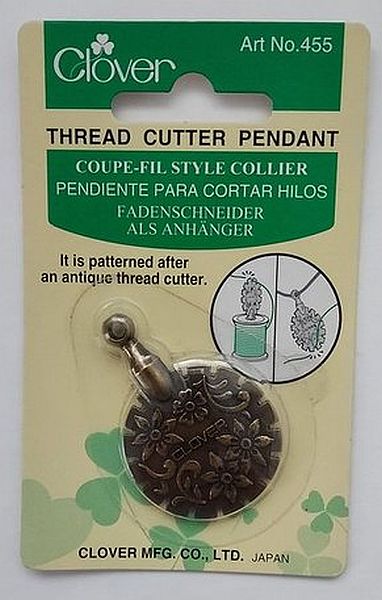 Clover
Art No.455
THREAD CUTTER PENDANT
COUPE-FIL STYLE COLLIER
PENDIENTE PARA CORTAR HILOS
FADENSCHNEIDER
ALS ANHÄNGER
It is patterned after
an antique thread cutter.
CLOVER
CLOVER MFG. CO., LTD. JAPAN